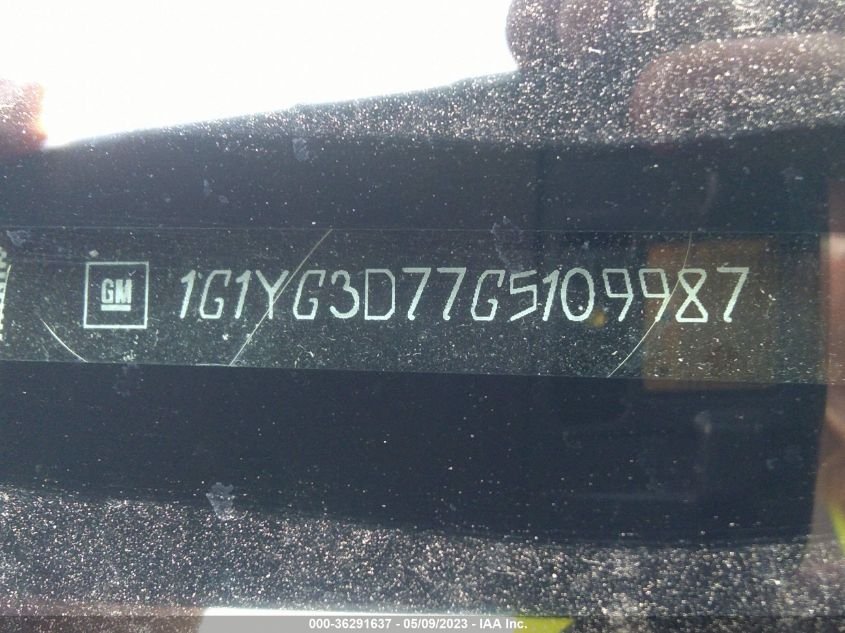 GM 1G1YG3D77G5109987
000-36291637 - 05/09/2023 - IAA Inc.